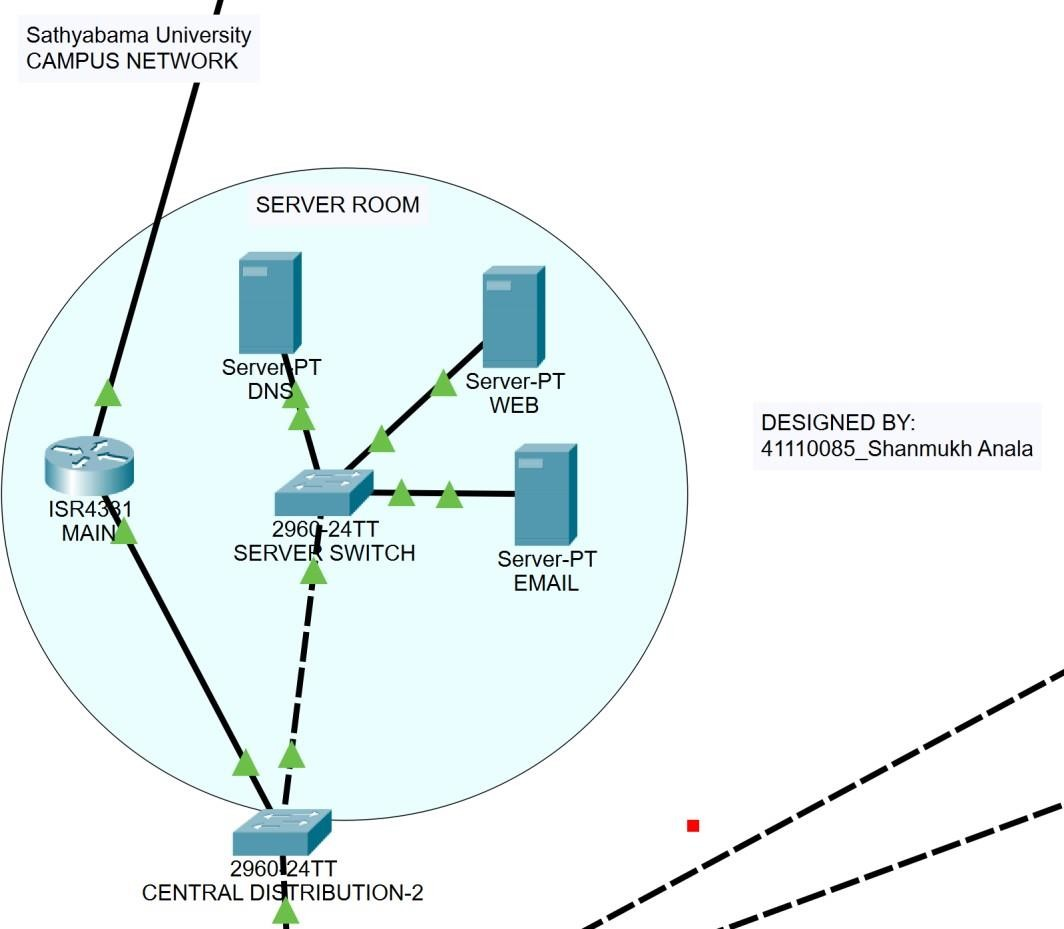 Sathyabama University
CAMPUS NETWORK
SERVER ROOM
Server-PT
DNS
Server-PT
WEB
DESIGNED BY:
41110085_Shanmukh Anala
ISR4331
MAIN
2960-24TT
SERVER SWITCH
Server-PT
EMAIL
2960-24TT
CENTRAL DISTRIBUTION-2